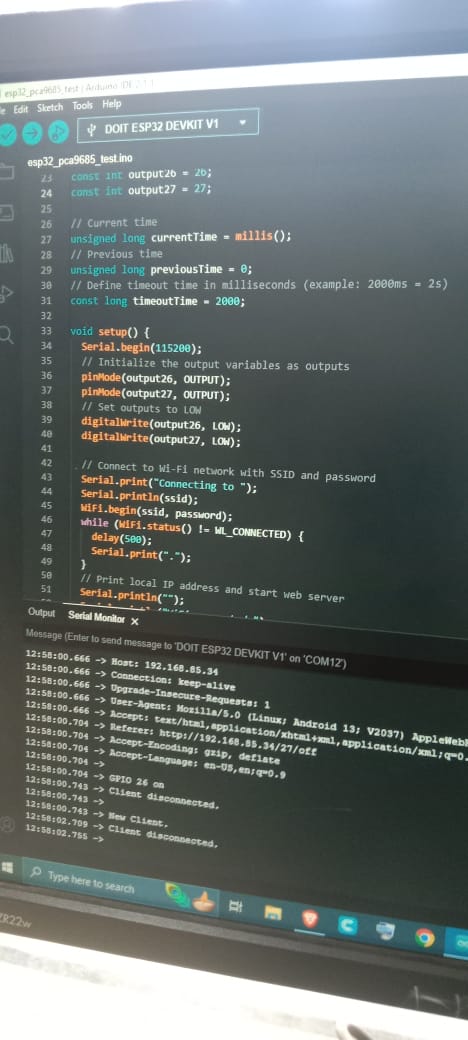 esp32_pca9685_test | Arduino IDE 2.1.1
Edit Sketch Tools Help
DOIT ESP32 DEVKIT V1
esp32_pca9685_test.ino
23 const int output26 = 26;
24 const int output27 = 27;
25
26 // Current time
27 unsigned long currentTime = millis();
28 // Previous time
29 unsigned long previousTime = 0;
30 // Define timeout time in milliseconds (example: 2000ms = 2s)
31 const long timeoutTime = 2000;
32
33 void setup() {
34 Serial.begin(115200);
35 // Initialize the output variables as outputs
36 pinMode(output26, OUTPUT);
37 pinMode(output27, OUTPUT);
38 // Set outputs to LOW
39 digitalWrite(output26, LOW);
40 digitalWrite(output27, LOW);
41
42 // Connect to Wi-Fi network with SSID and password
43 Serial.print("Connecting to ");
44 Serial.println(ssid);
45 WiFi.begin(ssid, password);
46 while (WiFi.status() != WL_CONNECTED) {
47 delay(500);
48 Serial.print(".");
49 }
50 // Print local IP address and start web server
51 Serial.println("");
Output Serial Monitor
Message (Enter to send message to 'DOIT ESP32 DEVKIT V1' on 'COM12')
12:58:00.666 -> Host: 192.168.85.34
12:58:00.666 -> Connection: keep-alive
12:58:00.666 -> Upgrade-Insecure-Requests: 1
12:58:00.666 -> User-Agent: Mozilla/5.0 (Linux; Android 13; V2037) AppleWebK
12:58:00.666 -> Accept: text/html,application/xhtml+xml,application/xml;q=0.
12:58:00.704 -> Referer: http://192.168.85.34/27/off
12:58:00.704 -> Accept-Encoding: gzip, deflate
12:58:00.704 -> Accept-Language: en-US,en;q=0.9
12:58:00.704 ->
12:58:00.704 -> GPIO 26 on
12:58:00.743 -> Client disconnected.
12:58:00.743 ->
12:58:00.743 -> New Client.
12:58:02.709 -> Client disconnected.
12:58:02.755 ->
Type here to search
ZR22w